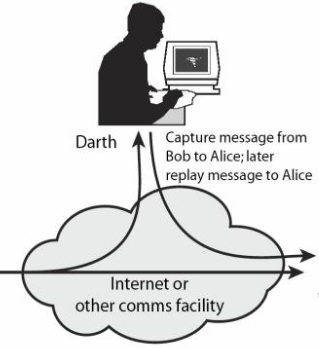 Darth
Capture message from
Bob to Alice; later
replay message to Alice
Internet or
other comms facility